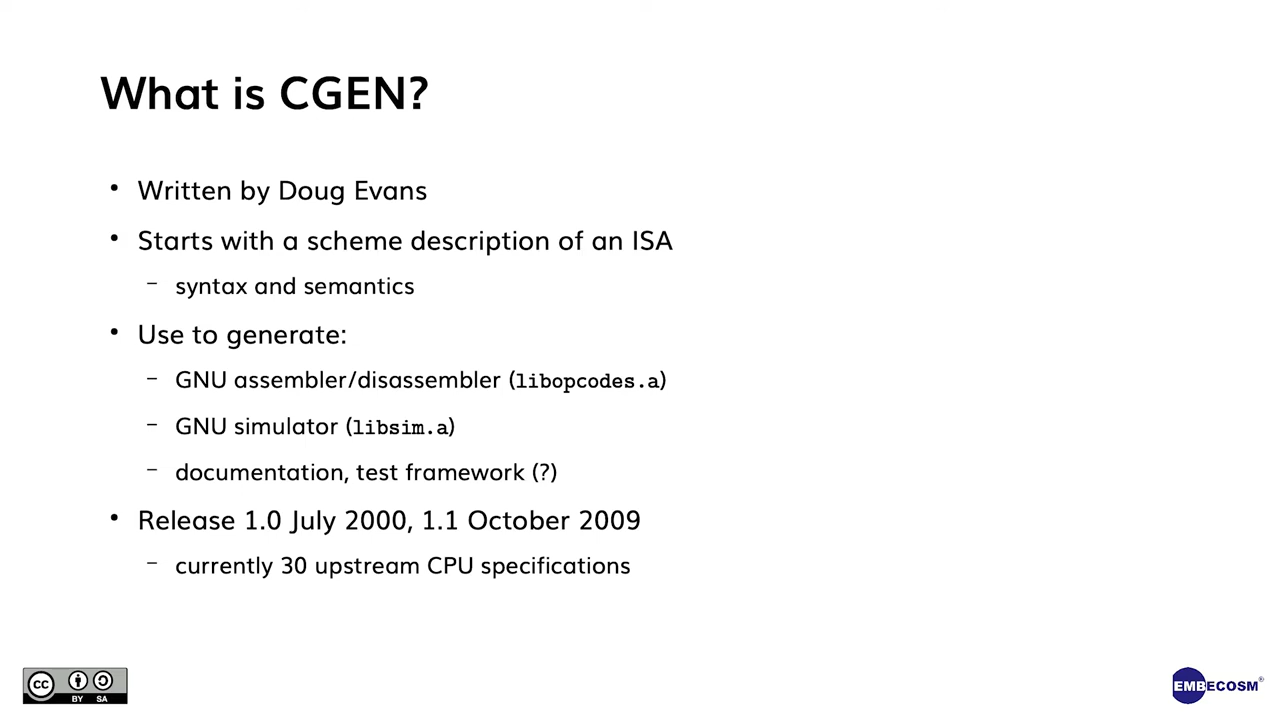 What is CGEN?
• Written by Doug Evans
• Starts with a scheme description of an ISA
– syntax and semantics
• Use to generate:
– GNU assembler/disassembler (libopcodes.a)
– GNU simulator (libsim.a)
– documentation, test framework (?)
• Release 1.0 July 2000, 1.1 October 2009
– currently 30 upstream CPU specifications
cc BY SA
EMBECOSM®